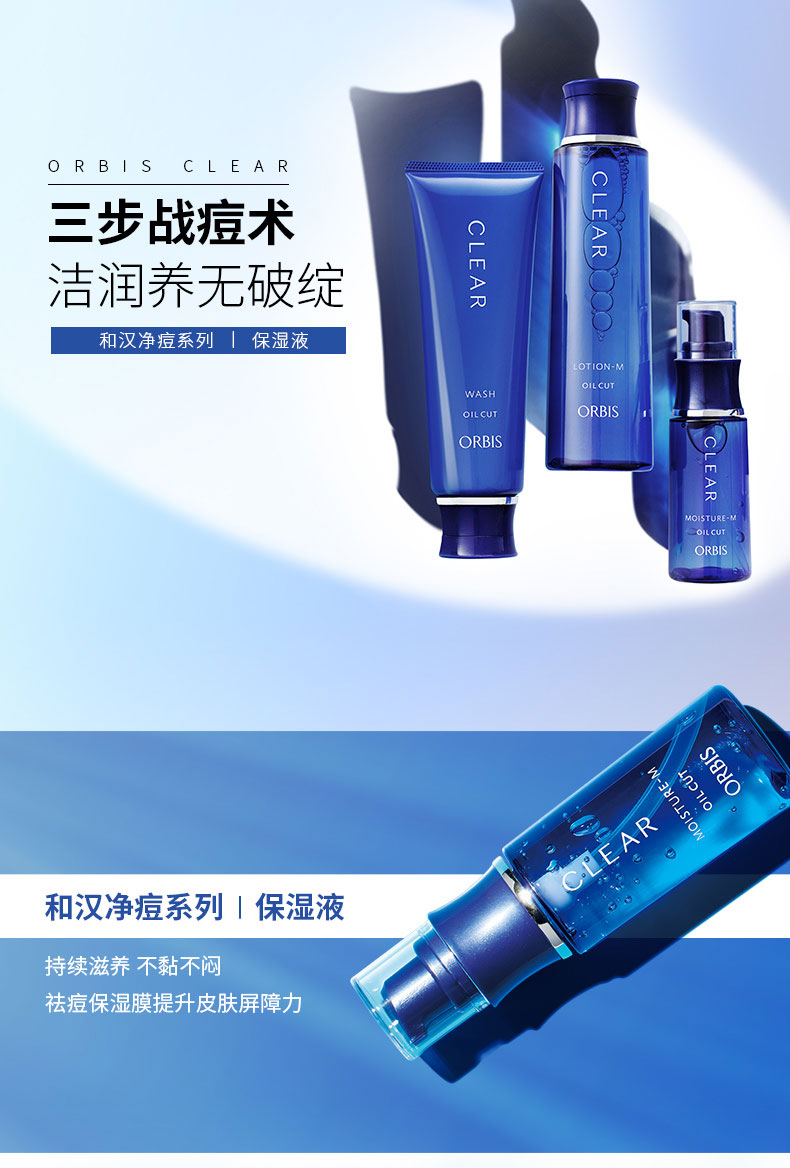 ORBIS CLEAR
三步战痘术
洁润养无破绽
和汉净痘系列 | 保湿液
CLEAR
WASH
OIL CUT
ORBIS
CLEAR
LOTION-M
OIL CUT
ORBIS
CLEAR
MOISTURE-M
OIL CUT
ORBIS
CLEAR
MOISTURE-M
OIL CUT
ORBIS
和汉净痘系列 | 保湿液
持续滋养 不黏不闷
祛痘保湿膜提升皮肤屏障力